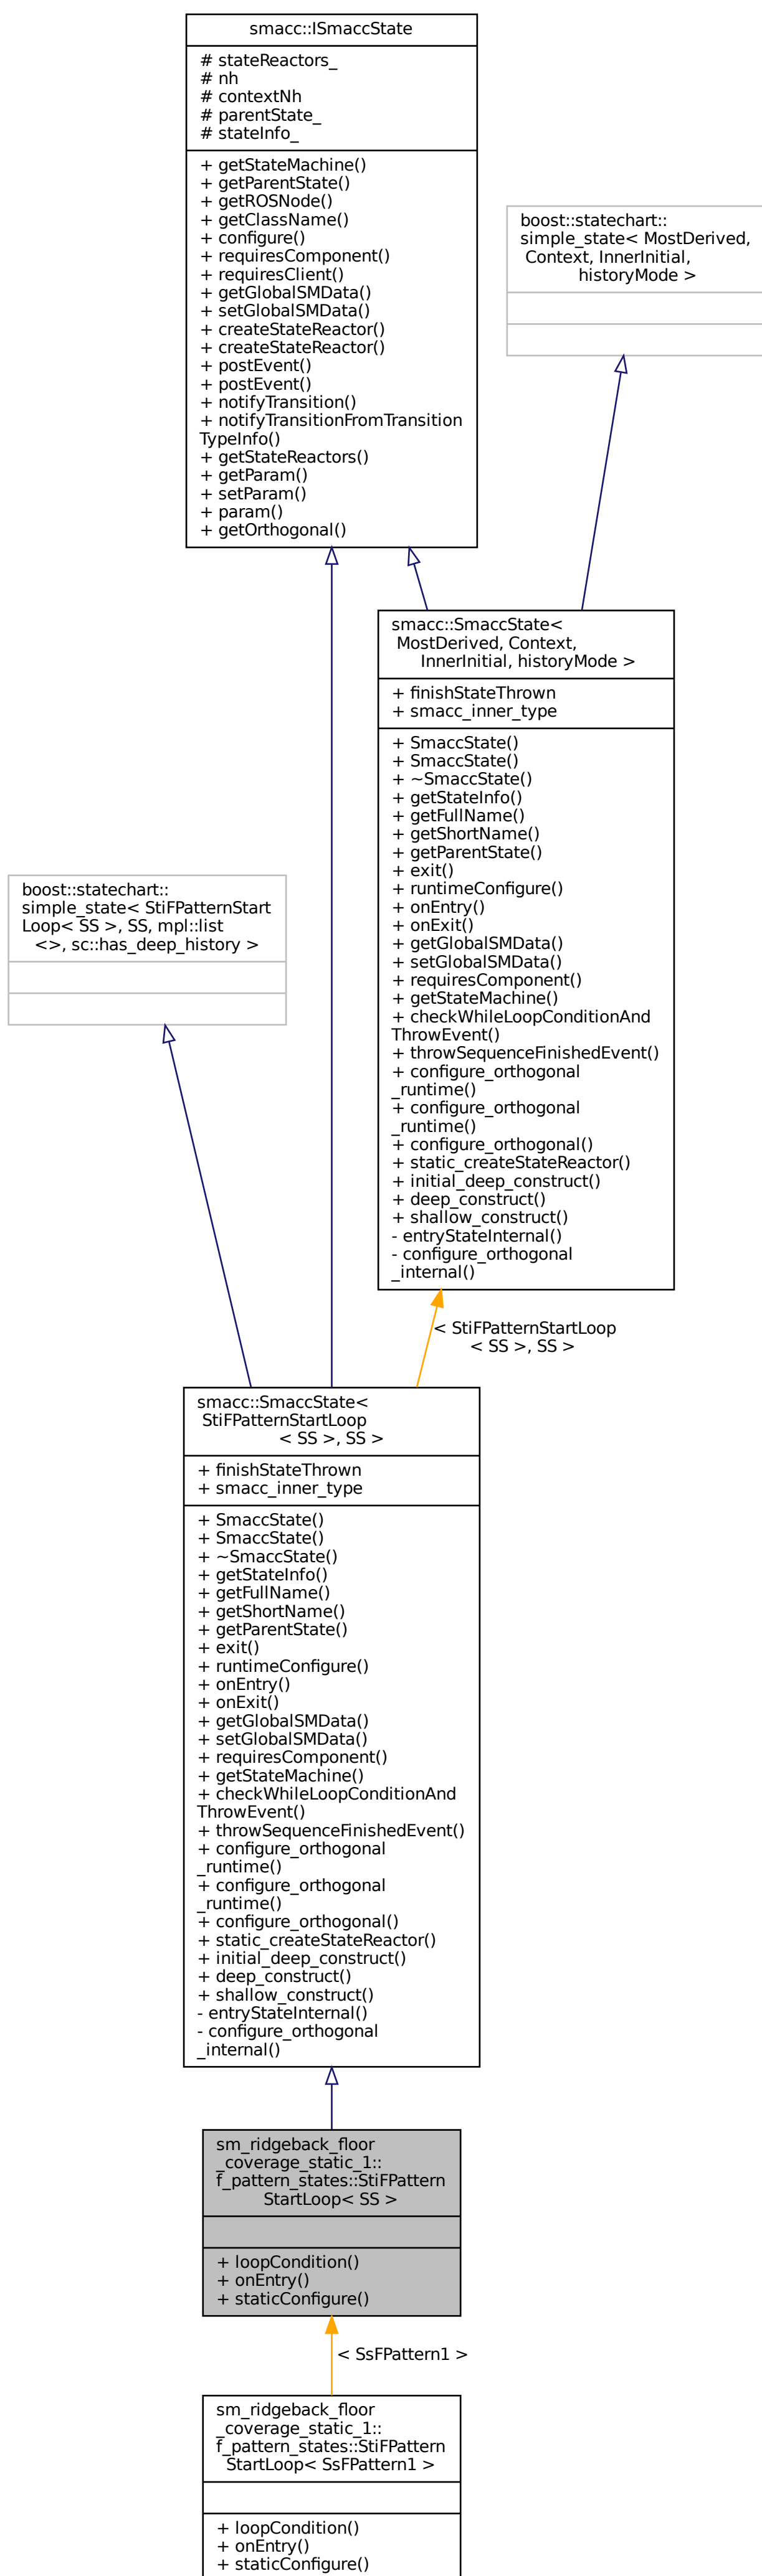 smacc::ISmaccState
# stateReactors_
# nh
# contextNh
# parentState_
# stateInfo_
+ getStateMachine()
+ getParentState()
+ getROSNode()
+ getClassName()
+ configure()
+ requiresComponent()
+ requiresClient()
+ getGlobalSMData()
+ setGlobalSMData()
+ createStateReactor()
+ createStateReactor()
+ postEvent()
+ postEvent()
+ notifyTransition()
+ notifyTransitionFromTransition
TypeInfo()
+ getStateReactors()
+ getParam()
+ setParam()
+ param()
+ getOrthogonal()
boost::statechart::
simple_state< MostDerived,
Context, InnerInitial,
historyMode >
smacc::SmaccState<
MostDerived, Context,
InnerInitial, historyMode >
+ finishStateThrown
+ smacc_inner_type
+ SmaccState()
+ SmaccState()
+ ~SmaccState()
+ getStateInfo()
+ getFullName()
+ getShortName()
+ getParentState()
+ exit()
+ runtimeConfigure()
+ onEntry()
+ onExit()
+ getGlobalSMData()
+ setGlobalSMData()
+ requiresComponent()
+ getStateMachine()
+ checkWhileLoopConditionAnd
ThrowEvent()
+ throwSequenceFinishedEvent()
+ configure_orthogonal
_runtime()
+ configure_orthogonal
_runtime()
+ configure_orthogonal()
+ static_createStateReactor()
+ initial_deep_construct()
+ deep_construct()
+ shallow_construct()
- entryStateInternal()
- configure_orthogonal
_internal()
boost::statechart::
simple_state< StiFPatternStart
Loop< SS >, SS, mpl::list
<>, sc::has_deep_history >
< StiFPatternStartLoop
< SS >, SS >
smacc::SmaccState<
StiFPatternStartLoop
< SS >, SS >
+ finishStateThrown
+ smacc_inner_type
+ SmaccState()
+ SmaccState()
+ ~SmaccState()
+ getStateInfo()
+ getFullName()
+ getShortName()
+ getParentState()
+ exit()
+ runtimeConfigure()
+ onEntry()
+ onExit()
+ getGlobalSMData()
+ setGlobalSMData()
+ requiresComponent()
+ getStateMachine()
+ checkWhileLoopConditionAnd
ThrowEvent()
+ throwSequenceFinishedEvent()
+ configure_orthogonal
_runtime()
+ configure_orthogonal
_runtime()
+ configure_orthogonal()
+ static_createStateReactor()
+ initial_deep_construct()
+ deep_construct()
+ shallow_construct()
- entryStateInternal()
- configure_orthogonal
_internal()
sm_ridgeback_floor
_coverage_static_1::
f_pattern_states::StiFPattern
StartLoop< SS >
+ loopCondition()
+ onEntry()
+ staticConfigure()
< SsFPattern1 >
sm_ridgeback_floor
_coverage_static_1::
f_pattern_states::StiFPattern
StartLoop< SsFPattern1 >
+ loopCondition()
+ onEntry()
+ staticConfigure()